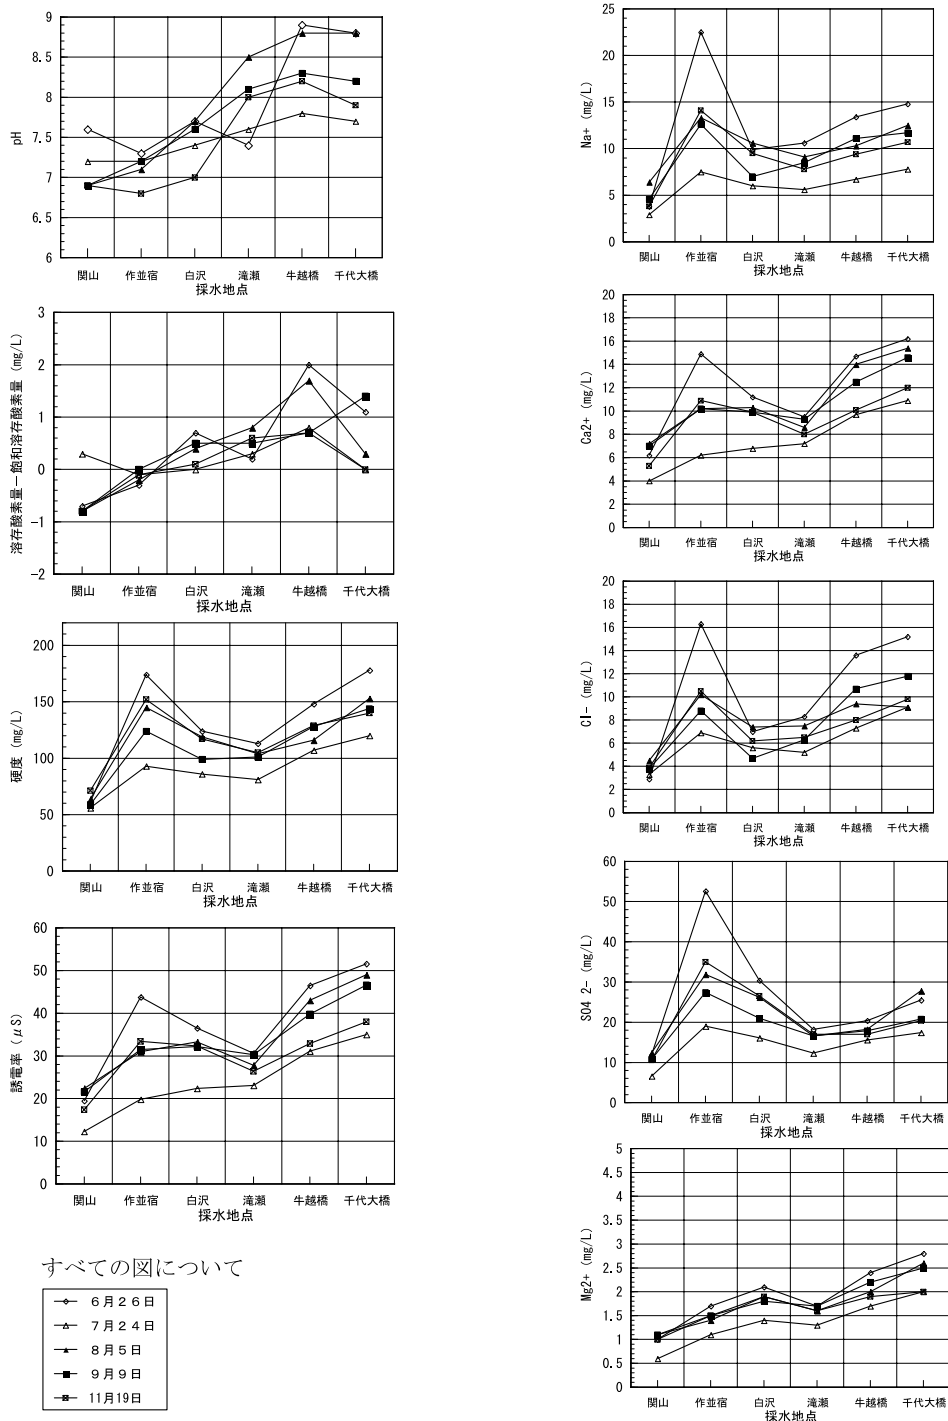 9
8.5
8
7.5
7
6.5
6
pH
関山 作並宿 白沢 滝瀬 牛越橋 千代大橋
採水地点
3
2
1
0
−1
−2
溶存酸素量－飽和溶存酸素量 (mg/L)
関山 作並宿 白沢 滝瀬 牛越橋 千代大橋
採水地点
200
150
100
50
0
硬度 (mg/L)
関山 作並宿 白沢 滝瀬 牛越橋 千代大橋
採水地点
60
50
40
30
20
10
0
誘電率 (μS)
関山 作並宿 白沢 滝瀬 牛越橋 千代大橋
採水地点
すべての図について
6月26日
7月24日
8月5日
9月9日
11月19日
25
20
15
10
5
0
Na+ (mg/L)
関山 作並宿 白沢 滝瀬 牛越橋 千代大橋
採水地点
20
18
16
14
12
10
8
6
4
2
0
Ca2+ (mg/L)
関山 作並宿 白沢 滝瀬 牛越橋 千代大橋
採水地点
20
18
16
14
12
10
8
6
4
2
0
Cl- (mg/L)
関山 作並宿 白沢 滝瀬 牛越橋 千代大橋
採水地点
60
50
40
30
20
10
0
SO4 2- (mg/L)
関山 作並宿 白沢 滝瀬 牛越橋 千代大橋
採水地点
5
4.5
4
3.5
3
2.5
2
1.5
1
0.5
0
Mg2+ (mg/L)
関山 作並宿 白沢 滝瀬 牛越橋 千代大橋
採水地点